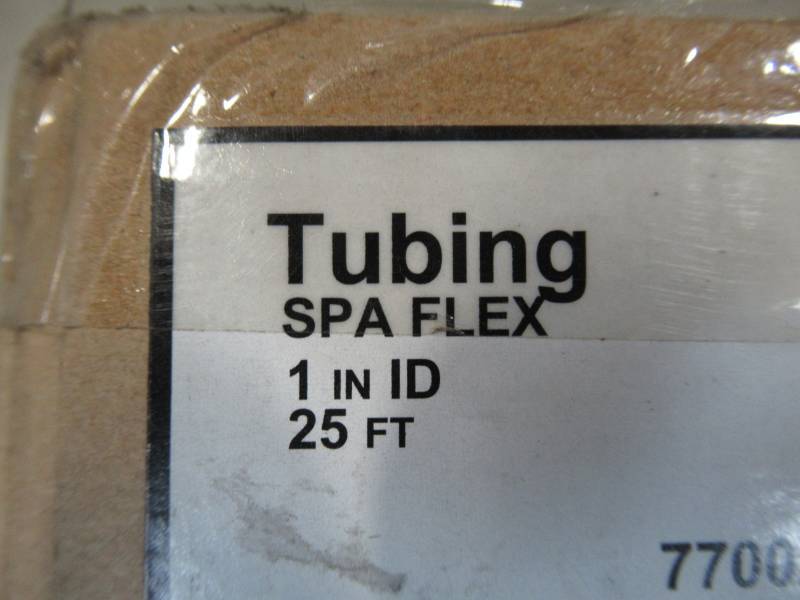 Tubing
SPA FLEX
1 IN ID
25 FT
7700